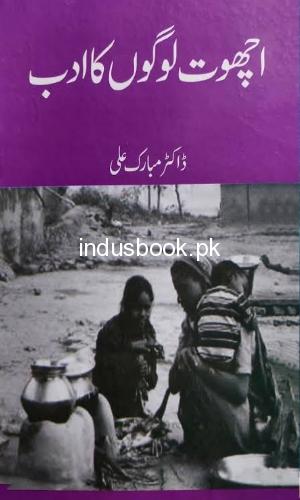 اچھوت لوگوں کا ادب
ڈاکٹر مبارک علی
indusbook.pk